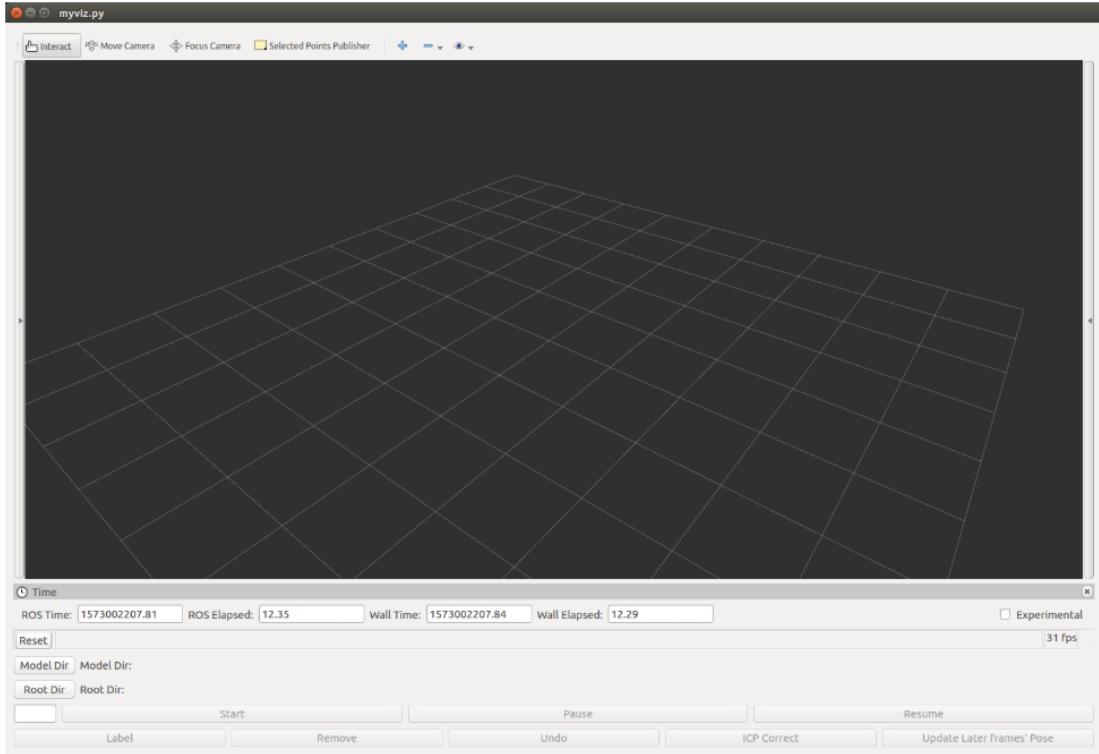 myviz.py
Interact Move Camera Focus Camera Selected Points Publisher
Time
ROS Time: 1573002207.81 ROS Elapsed: 12.35 Wall Time: 1573002207.84 Wall Elapsed: 12.29 Experimental
Reset 31 fps
Model Dir Model Dir:
Root Dir Root Dir:
Start Pause Resume
Label Remove Undo ICP Correct Update Later frames' Pose